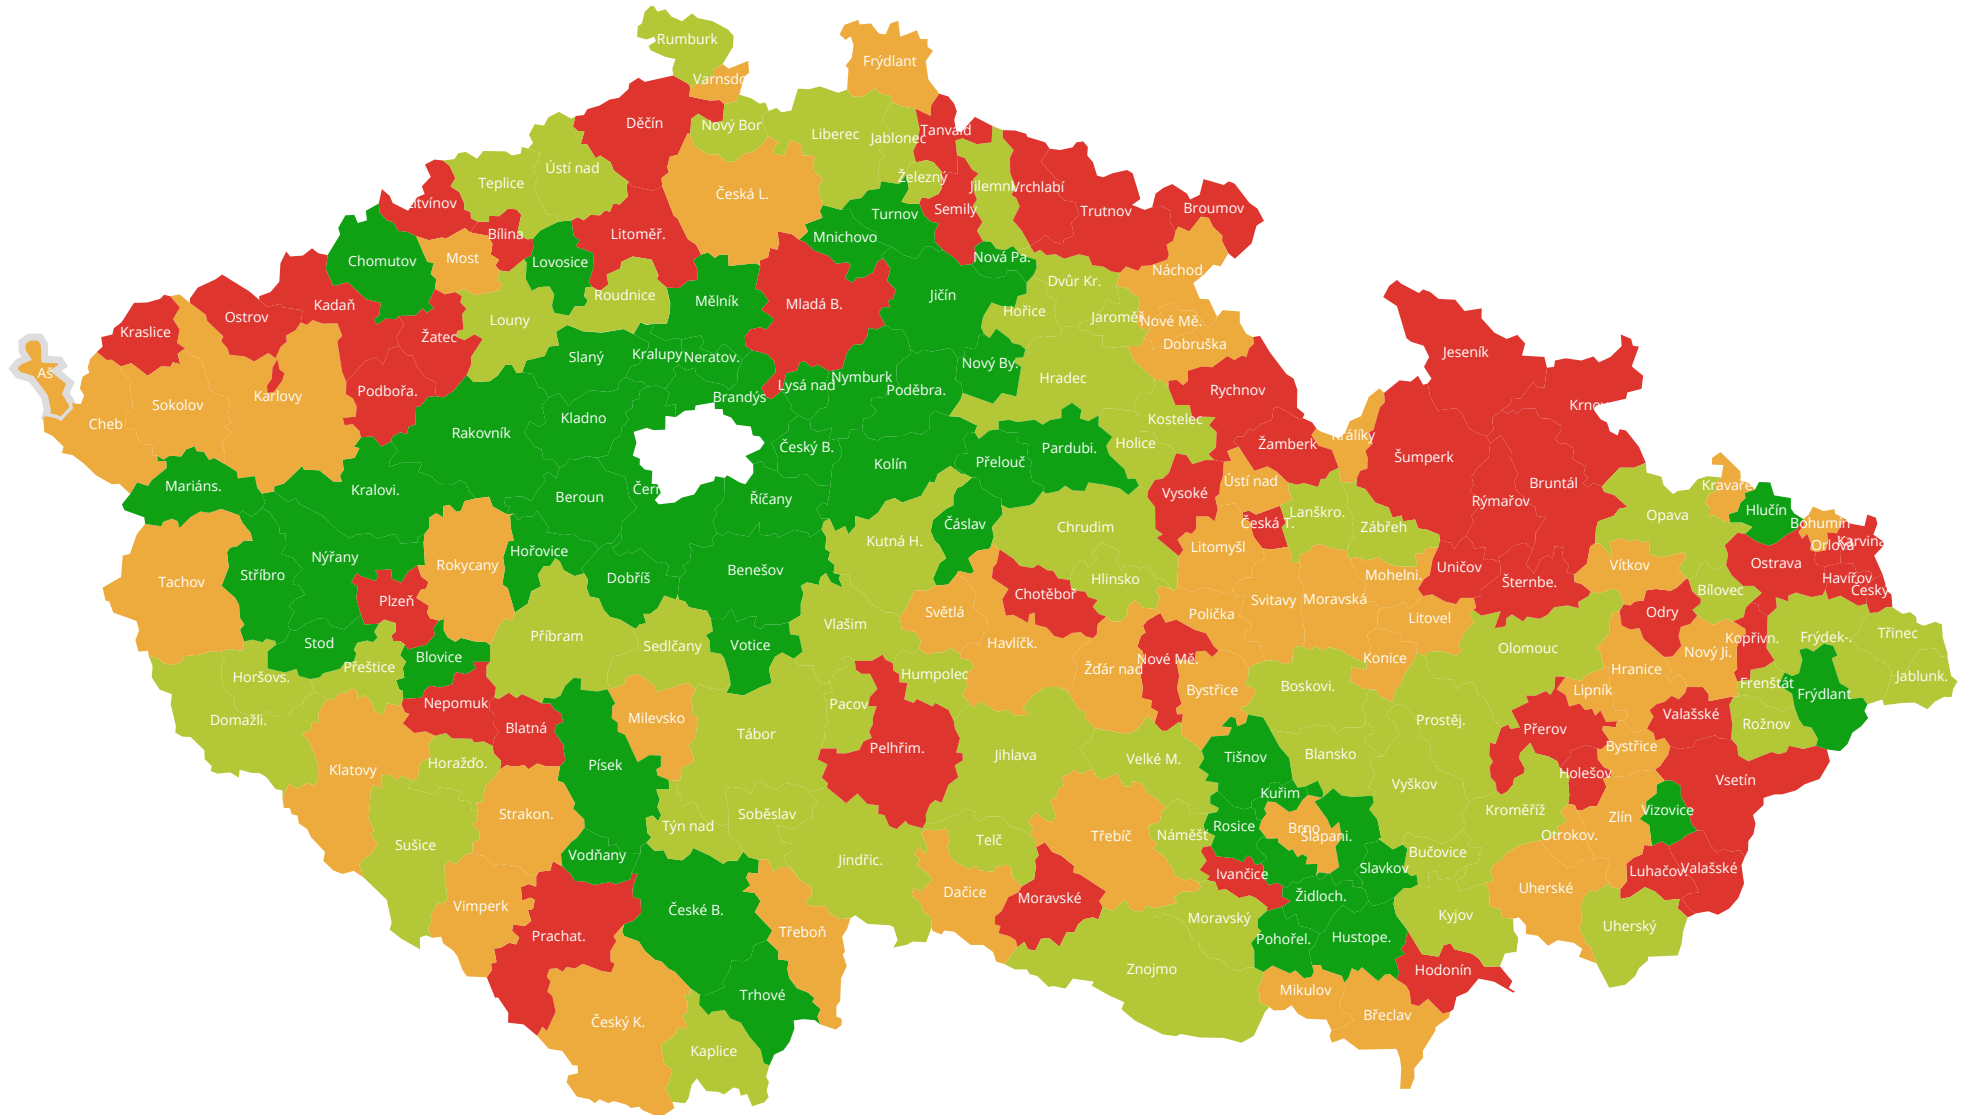 Rumburk
Frýdlant
Varnsdo
Děčín
Nový Bor
Liberec
Jablonec
Tanvald
Ústí nad
Teplice
Železný
Jilemni
Vrchlabí
Česká L.
Litvínov
Semily
Trutnov
Broumov
Turnov
Bílina
Litoměř.
Mnichovo
Most
Chomutov
Lovosice
Nová Pa.
Náchod
Dvůr Kr.
Roudnice
Mělník
Jičín
Kadaň
Mladá B.
Hořice
Jaroměř
Nové Mě.
Ostrov
Louny
Kraslice
Žatec
Dobruška
Slaný
Kralupy
Neratov.
Jeseník
Nový By.
Aš
Hradec
Nymburk
Lysá nad
Poděbra.
Podbořa.
Rychnov
Karlovy
Brandýs
Sokolov
Krnov
Kladno
Kostelec
Cheb
Rakovník
Králíky
Holice
Žamberk
Český B.
Pardubi.
Šumperk
Přelouč
Kolín
Ústí nad
Bruntál
Mariáns.
Kralovi.
Kravaře
Beroun
Říčany
Vysoké
Rýmařov
Hlučín
Lanškro.
Opava
Česká T.
Čáslav
Chrudim
Zábřeh
Bohumín
Kutná H.
Karviná
Orlová
Litomyšl
Hořovice
Nýřany
Rokycany
Ostrava
Vítkov
Uničov
Benešov
Stříbro
Mohelni.
Dobříš
Hlinsko
Havířov
Tachov
Šternbe.
Český
Bílovec
Chotěboř
Plzeň
Svitavy
Moravská
Světlá
Odry
Polička
Litovel
Vlašim
Příbram
Třinec
Frýdek-.
Kopřivn.
Stod
Havlíčk.
Votice
Sedlčany
Olomouc
Nový Ji.
Blovice
Konice
Nové Mě.
Přeštice
Žďár nad
Hranice
Humpolec
Jablunk.
Horšovs.
Frenštát
Boskovi.
Bystřice
Lipník
Frýdlant
Nepomuk
Pacov
Valašské
Milevsko
Domažli.
Prostěj.
Rožnov
Blatná
Přerov
Tábor
Pelhřim.
Bystřice
Jihlava
Blansko
Tišnov
Velké M.
Horažďo.
Písek
Klatovy
Holešov
Vsetín
Vyškov
Kuřim
Kroměříž
Vizovice
Strakon.
Soběslav
Zlín
Týn nad
Rosice
Brno
Šlapani.
Třebíč
Náměšť
Otrokov.
Telč
Sušice
Bučovice
Vodňany
Jindřic.
Slavkov
Valašské
Luhačov.
Ivančice
Uherské
Dačice
Židloch.
Moravské
Vimperk
České B.
Kyjov
Moravský
Uherský
Třeboň
Prachat.
Hustope.
Pohořel.
Znojmo
Hodonín
Mikulov
Trhové
Břeclav
Český K.
Kaplice